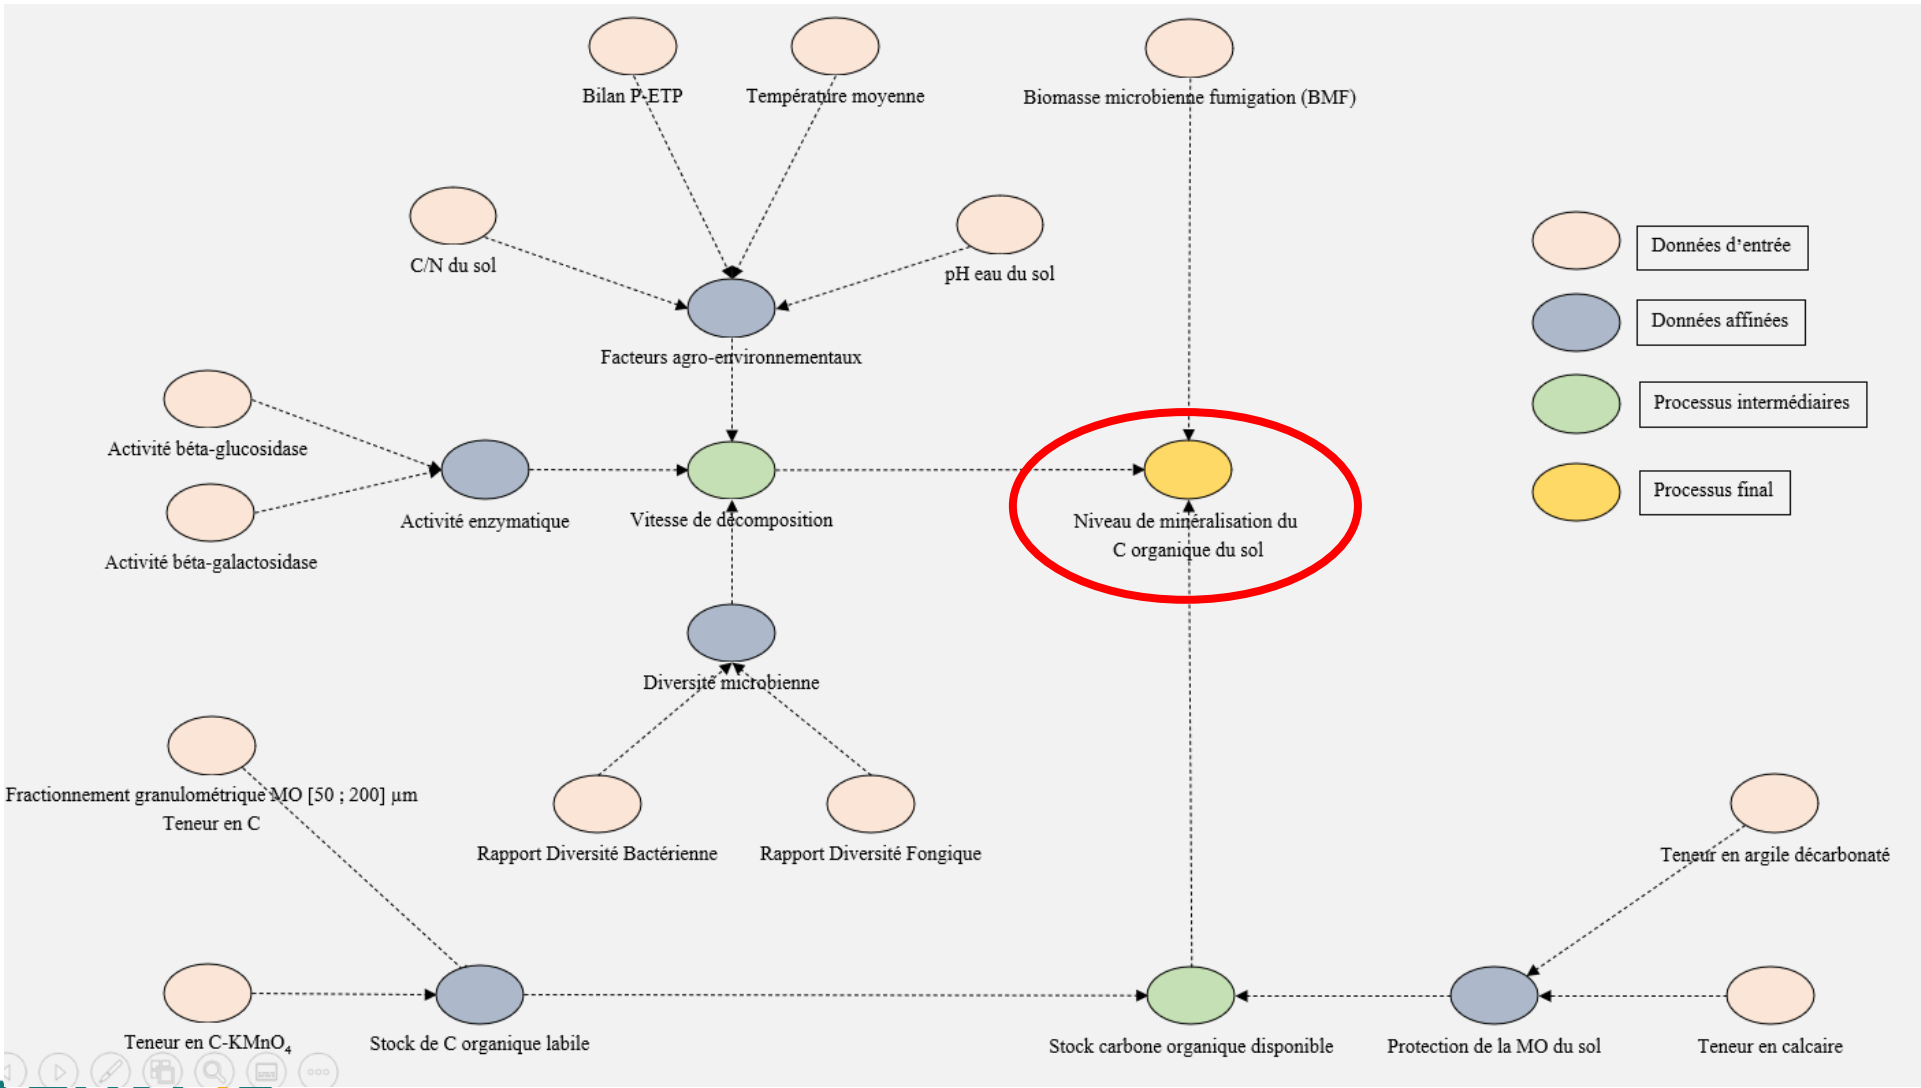 Bilan P-ETP
Température moyenne
Biomasse microbienne fumigation (BMF)
C/N du sol
pH eau du sol
Données d'entrée
Données affinées
Facteurs agro-environnementaux
Processus intermédiaires
Activité béta-glucosidase
Processus final
Activité enzymatique
Vitesse de décomposition
Niveau de minéralisation du
C organique du sol
Activité béta-galactosidase
Diversité microbienne
Fractionnement granulométrique MO [50 ; 200] µm
Teneur en C
Rapport Diversité Bactérienne
Rapport Diversité Fongique
Teneur en argile décarbonaté
Teneur en C-KMnO₄
Stock de C organique labile
Stock carbone organique disponible
Protection de la MO du sol
Teneur en calcaire